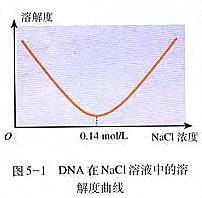 溶解度
O
0.14 mol/L
NaCl 浓度
图 5-1 DNA 在 NaCl 溶液中的溶
解度曲线